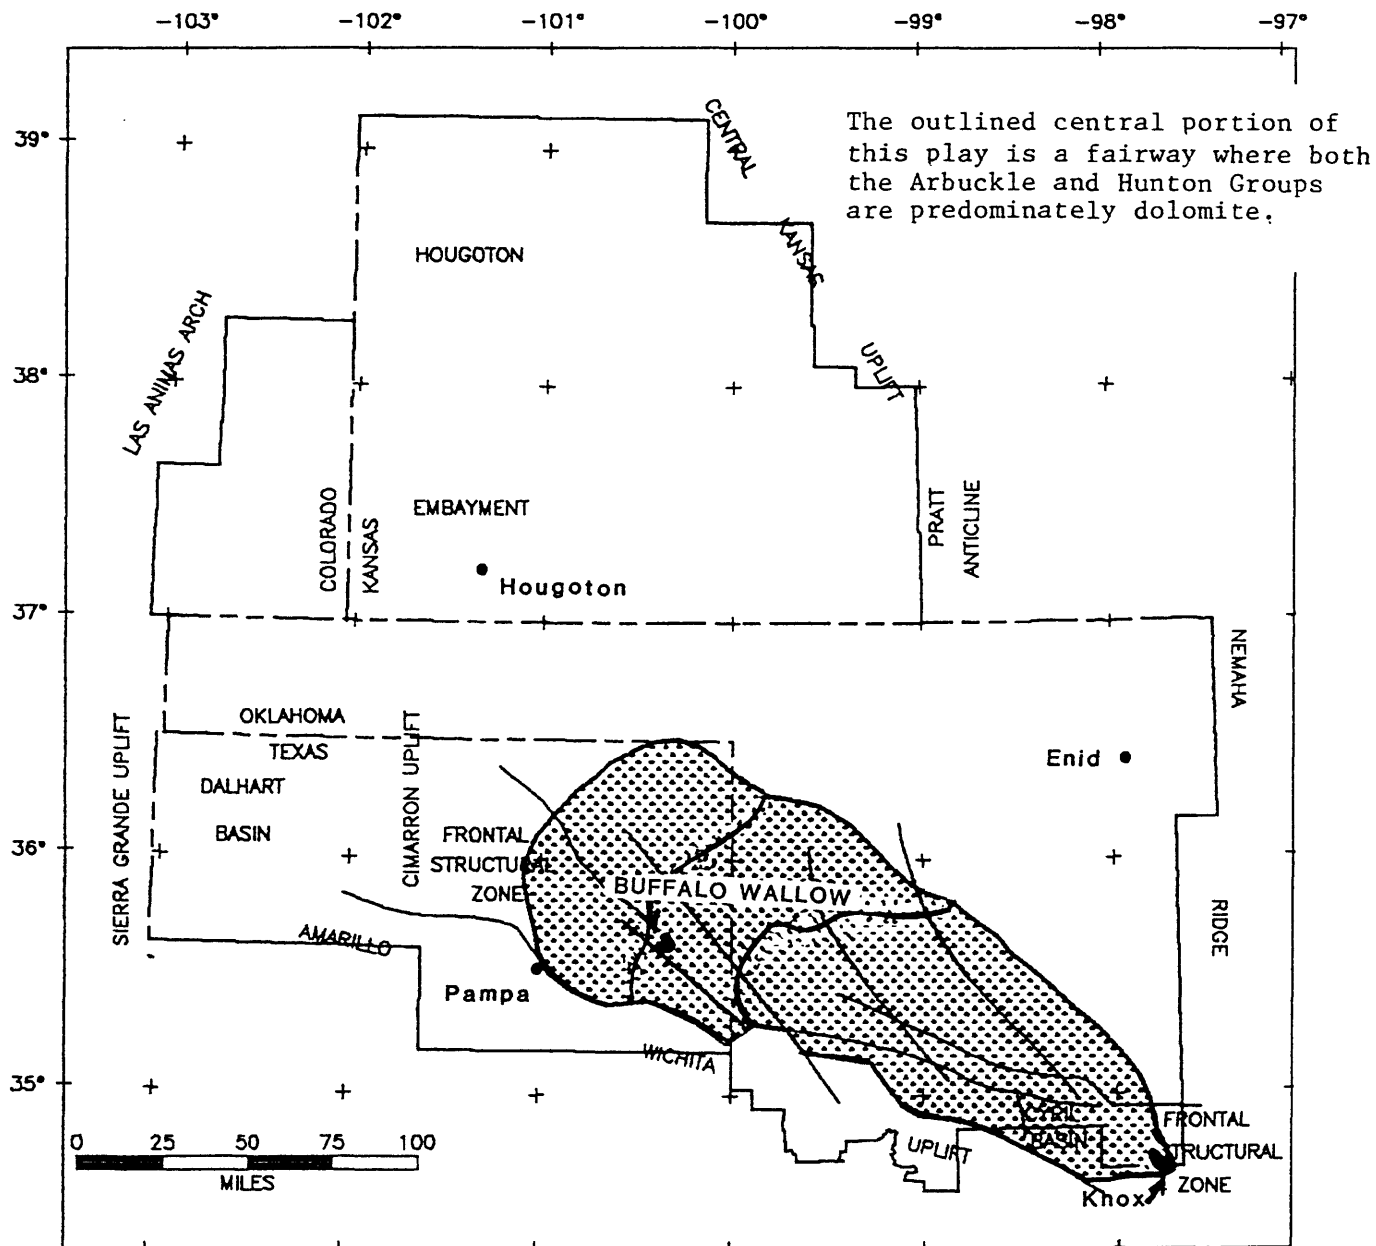 -103° -102° -101° -100° -99° -98° -97°
39°
CENTRAL
The outlined central portion of
this play is a fairway where both
the Arbuckle and Hunton Groups
are predominately dolomite.
KANSAS
HOUGOTON
LAS ANIMAS ARCH
UPLIFT
38°
COLORADO
KANSAS
EMBAYMENT
PRATT
ANTICLINE
Hougoton
37°
NEMAHA
OKLAHOMA
TEXAS
SIERRA GRANDE UPLIFT
CIMARRON UPLIFT
DALHART
BASIN
Enid
36°
FRONTAL
STRUCTURAL
ZONE
BUFFALO WALLOW
RIDGE
AMARILLO
Pampa
WICHITA
35°
CYRIL
BASIN
UPLIFT
FRONTAL
STRUCTURAL
ZONE
Knox
0 25 50 75 100
MILES